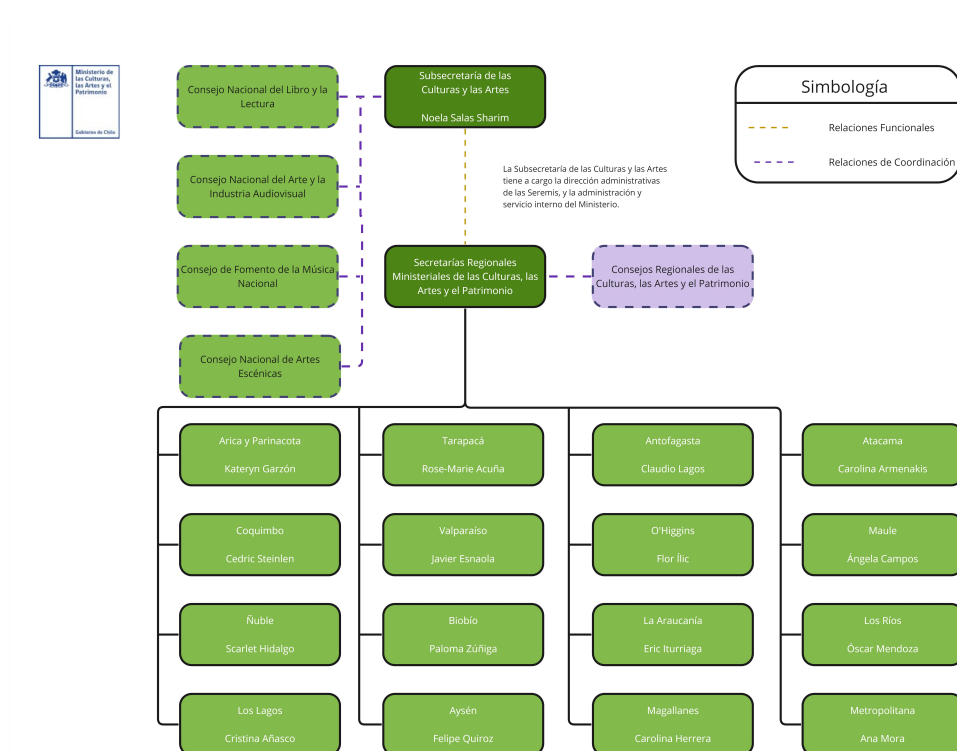 Ministerio de
las Culturas,
las Artes y el
Patrimonio
Gobierno de Chile
Consejo Nacional del Libro y la
Lectura
Subsecretaría de las
Culturas y las Artes
Noela Salas Sharim
Simbología
Relaciones Funcionales
Relaciones de Coordinación
Consejo Nacional del Arte y la
Industria Audiovisual
La Subsecretaría de las Culturas y las Artes
tiene a cargo la dirección administrativas
de las Seremis, y la administración y
servicio interno del Ministerio.
Consejo de Fomento de la Música
Nacional
Secretarías Regionales
Ministeriales de las Culturas, las
Artes y el Patrimonio
Consejos Regionales de las
Culturas, las Artes y el Patrimonio
Consejo Nacional de Artes
Escénicas
Arica y Parinacota
Kateryn Garzón
Tarapacá
Rose-Marie Acuña
Antofagasta
Claudio Lagos
Atacama
Carolina Armenakis
Coquimbo
Cedric Steinlen
Valparaíso
Javier Esnaola
O'Higgins
Flor Ílic
Maule
Ángela Campos
Ñuble
Scarlet Hidalgo
Biobío
Paloma Zúñiga
La Araucanía
Eric Iturriaga
Los Ríos
Óscar Mendoza
Los Lagos
Cristina Añasco
Aysén
Felipe Quiroz
Magallanes
Carolina Herrera
Metropolitana
Ana Mora